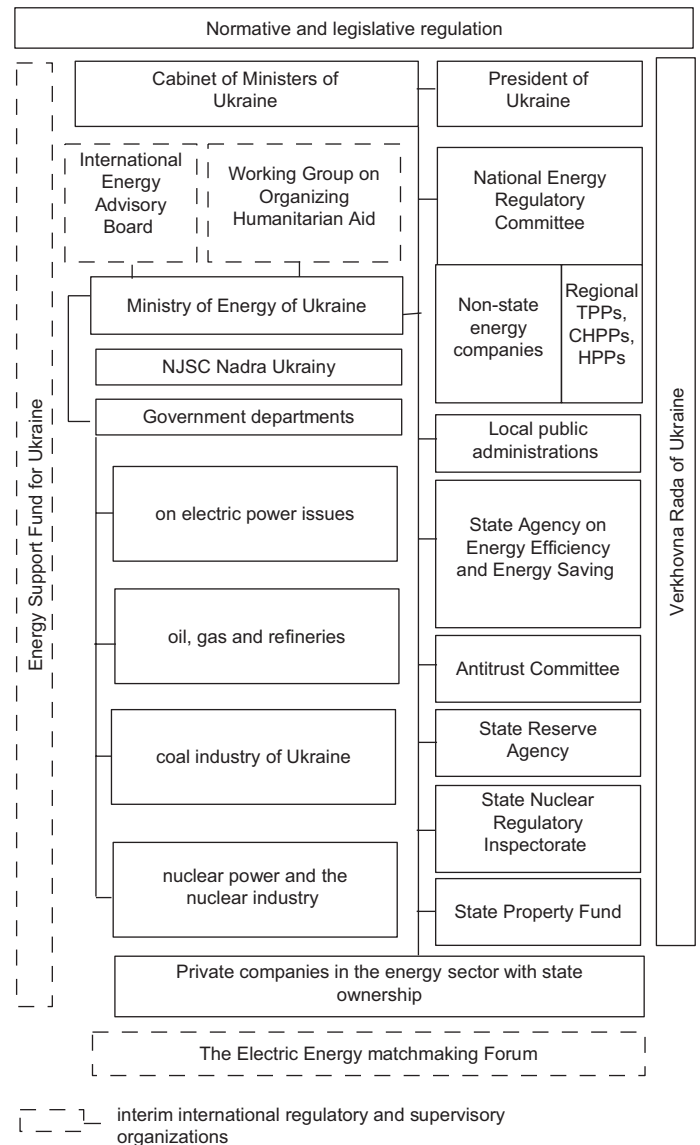 Normative and legislative regulation
Energy Support Fund for Ukraine
Cabinet of Ministers of
Ukraine
President of
Ukraine
International
Energy
Advisory
Board
Working Group on
Organizing
Humanitarian Aid
National Energy
Regulatory
Committee
Ministry of Energy of Ukraine
Non-state
energy
companies
Regional
TPPs,
CHPPs,
HPPs
NJSC Nadra Ukrainy
Government departments
Local public
administrations
on electric power issues
State Agency on
Energy Efficiency
and Energy Saving
oil, gas and refineries
Antitrust Committee
coal industry of Ukraine
State Reserve
Agency
State Nuclear
Regulatory
Inspectorate
nuclear power and the
nuclear industry
State Property Fund
Verkhovna Rada of Ukraine
Private companies in the energy sector with state
ownership
The Electric Energy matchmaking Forum
interim international regulatory and supervisory
organizations